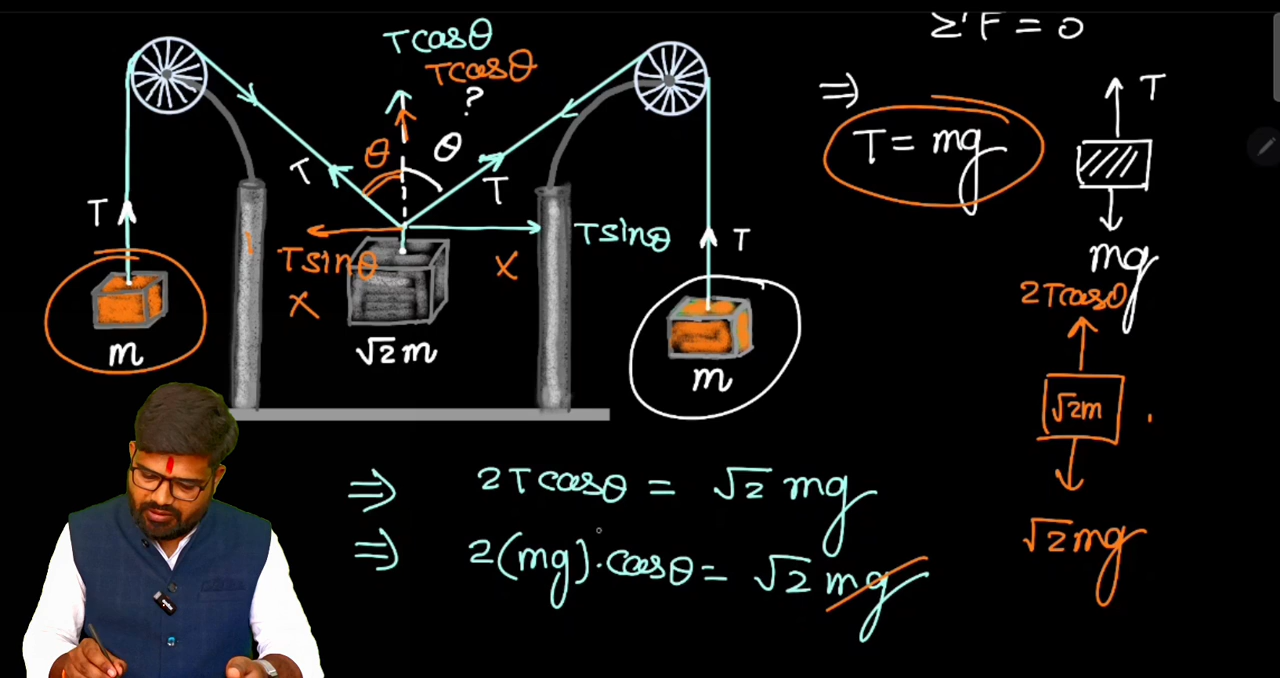 Σ F = 0
Tcosθ
Tcosθ
?
θ
θ
T
T
T
T
Tsinθ
Tsinθ
x
x
m
√2m
m
⇒
T = mg
T
mg
2Tcosθ
√2m
√2mg
⇒ 2Tcosθ = √2 mg
⇒ 2(mg).cosθ = √2 mg